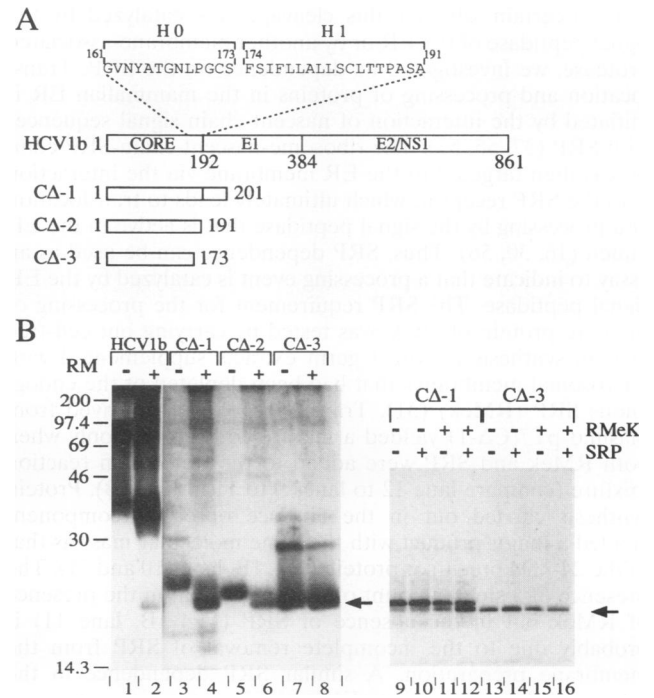 A
H 0 H 1
161 173 174 191
GVNYATGNLPGCS FSIFLLALLSCLTTPASA
HCV1b 1 CORE E1 E2/NS1
192 384 861
CΔ-1 1 201
CΔ-2 1 191
CΔ-3 1 173
B
HCV1b CΔ-1 CΔ-2 CΔ-3
RM - + - + - + - +
CΔ-1 CΔ-3
- - + + - - + + RMeK
- + - + - + - + SRP
200
97.4
69
46
30
14.3
1 2 3 4 5 6 7 8
9 10 11 12 13 14 15 16